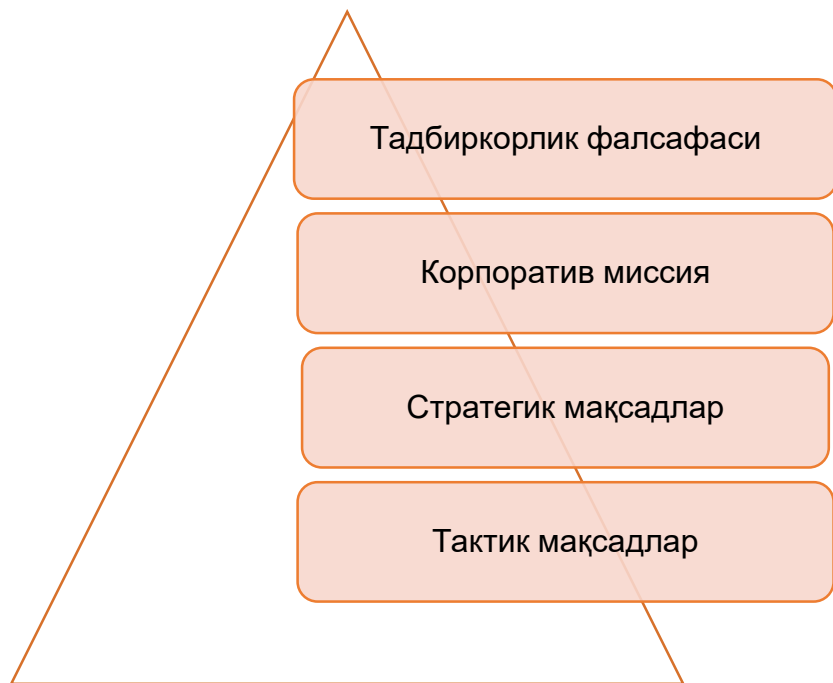 Тадбиркорлик фалсафаси
Корпоратив миссия
Стратегик мақсадлар
Тактик мақсадлар